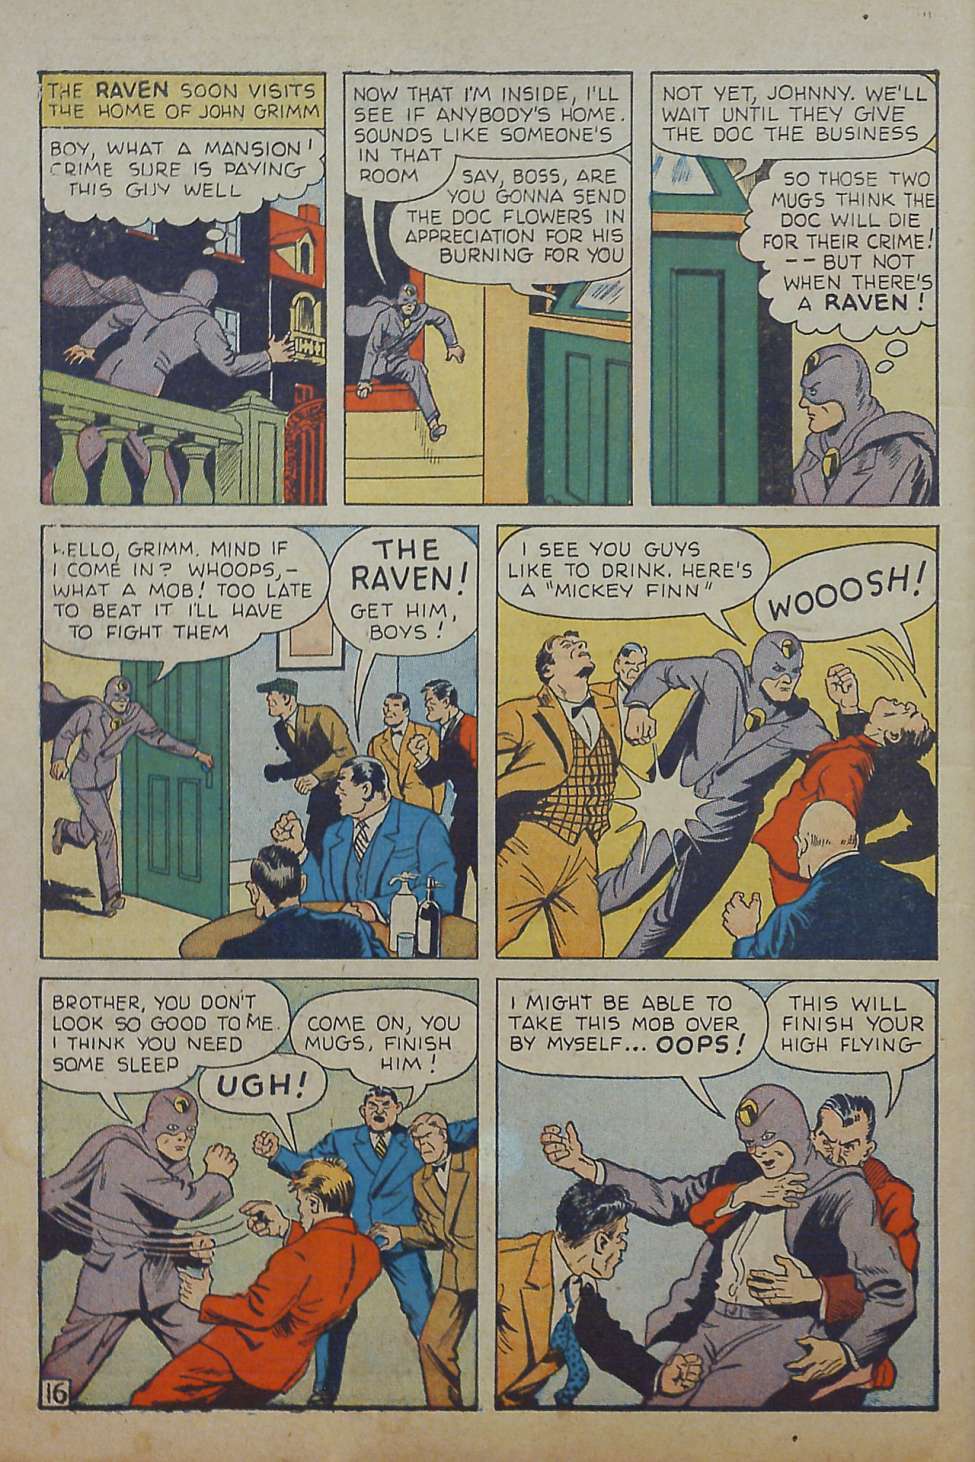 THE RAVEN SOON VISITS
THE HOME OF JOHN GRIMM
BOY, WHAT A MANSION!
CRIME SURE IS PAYING
THIS GUY WELL
NOW THAT I'M INSIDE, I'LL
SEE IF ANYBODY'S HOME.
SOUNDS LIKE SOMEONE'S
IN THAT
ROOM
SAY, BOSS, ARE
YOU GONNA SEND
THE DOC FLOWERS IN
APPRECIATION FOR HIS
BURNING FOR YOU
NOT YET, JOHNNY. WE'LL
WAIT UNTIL THEY GIVE
THE DOC THE BUSINESS
SO THOSE TWO
MUGS THINK THE
DOC WILL DIE
FOR THEIR CRIME!
-- BUT NOT
WHEN THERE'S
A RAVEN!
HELLO, GRIMM. MIND IF
I COME IN? WHOOPS,-
WHAT A MOB! TOO LATE
TO BEAT IT I'LL HAVE
TO FIGHT THEM
THE
RAVEN!
GET HIM,
BOYS!
I SEE YOU GUYS
LIKE TO DRINK. HERE'S
A "MICKEY FINN"
WOOOSH!
BROTHER, YOU DON'T
LOOK SO GOOD TO ME.
I THINK YOU NEED
SOME SLEEP
UGH!
COME ON, YOU
MUGS, FINISH
HIM!
I MIGHT BE ABLE TO
TAKE THIS MOB OVER
BY MYSELF... OOPS!
THIS WILL
FINISH YOUR
HIGH FLYING
16